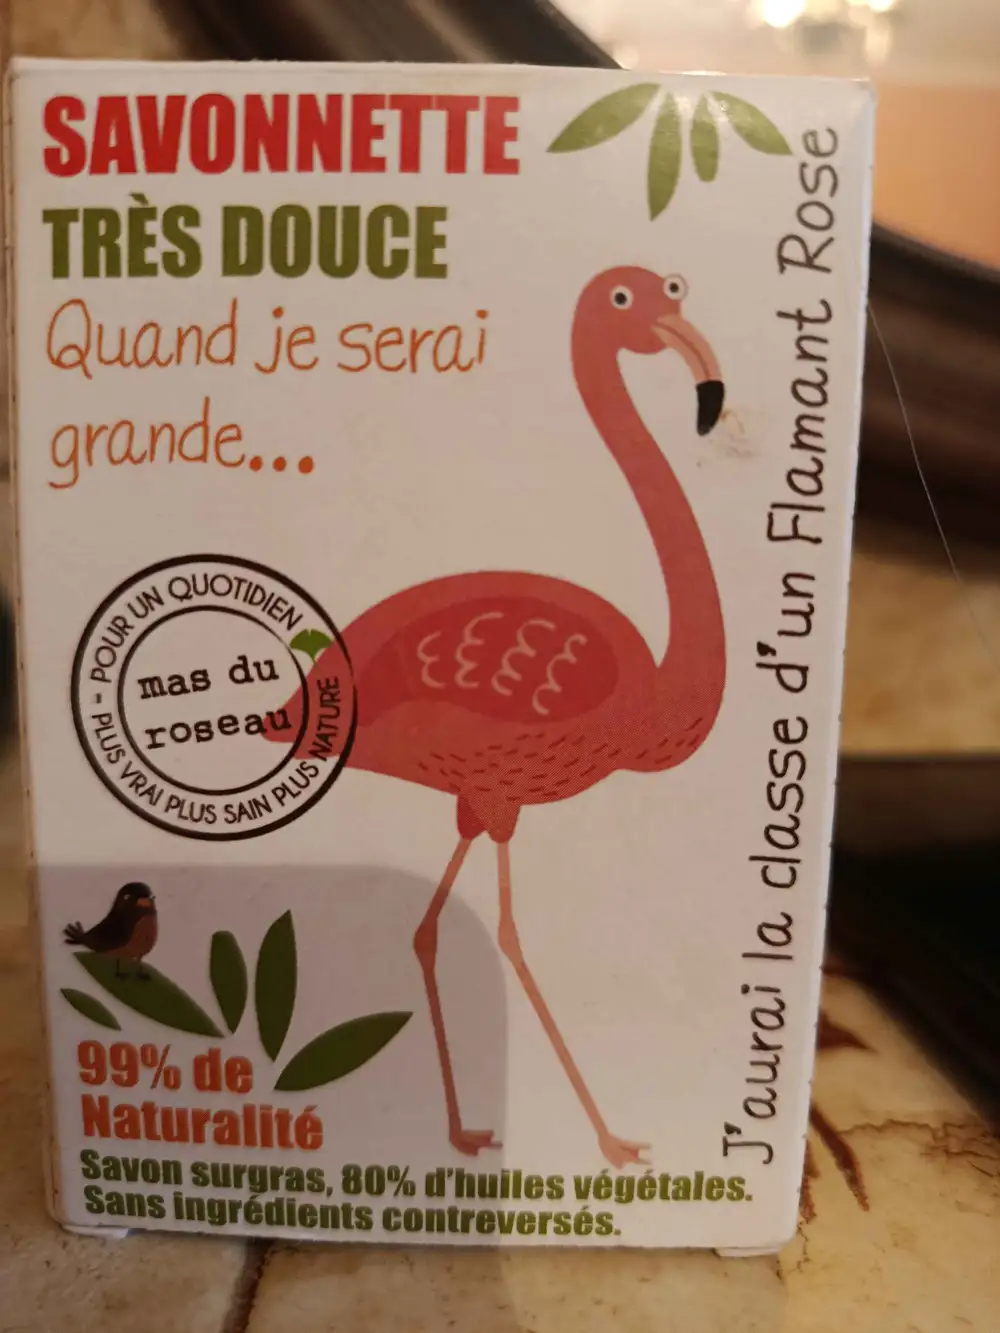 SAVONNETTE
TRÈS DOUCE
Quand je serai
grande...
J'aurai la classe d'un Flamant Rose
- POUR UN QUOTIDIEN
PLUS VRAI PLUS SAIN PLUS NATURE
mas du
roseau
99% de
Naturalité
Savon surgras, 80% d'huiles végétales.
Sans ingrédients contreversés.